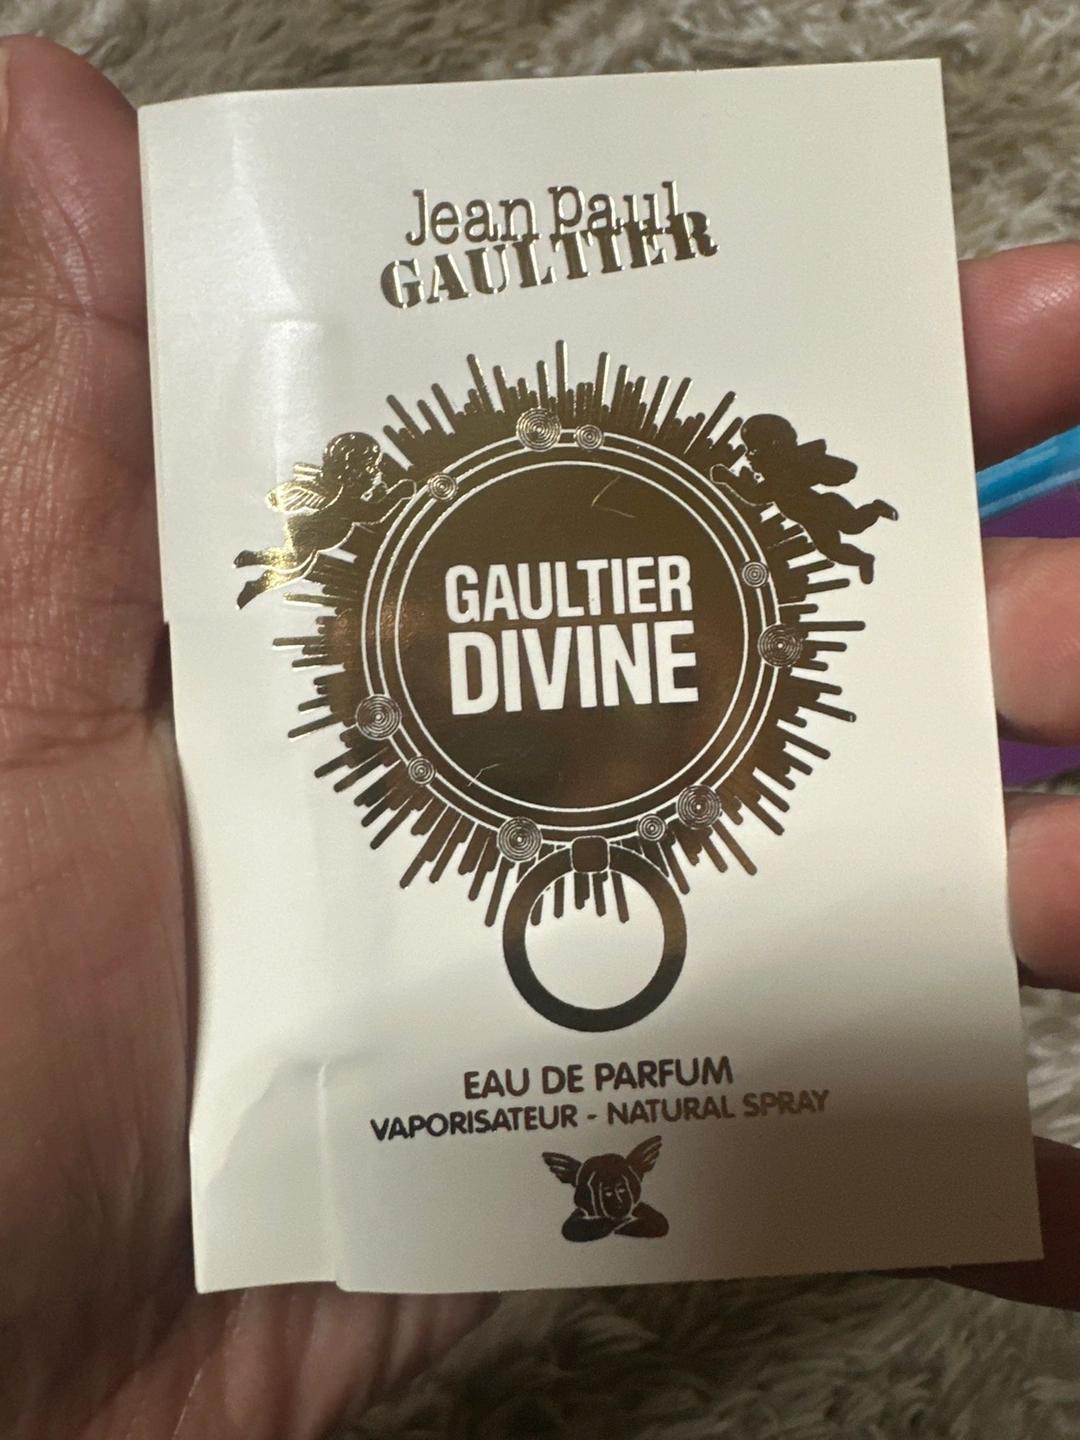 Jean Paul
GAULTIER
GAULTIER
DIVINE
EAU DE PARFUM
VAPORISATEUR - NATURAL SPRAY